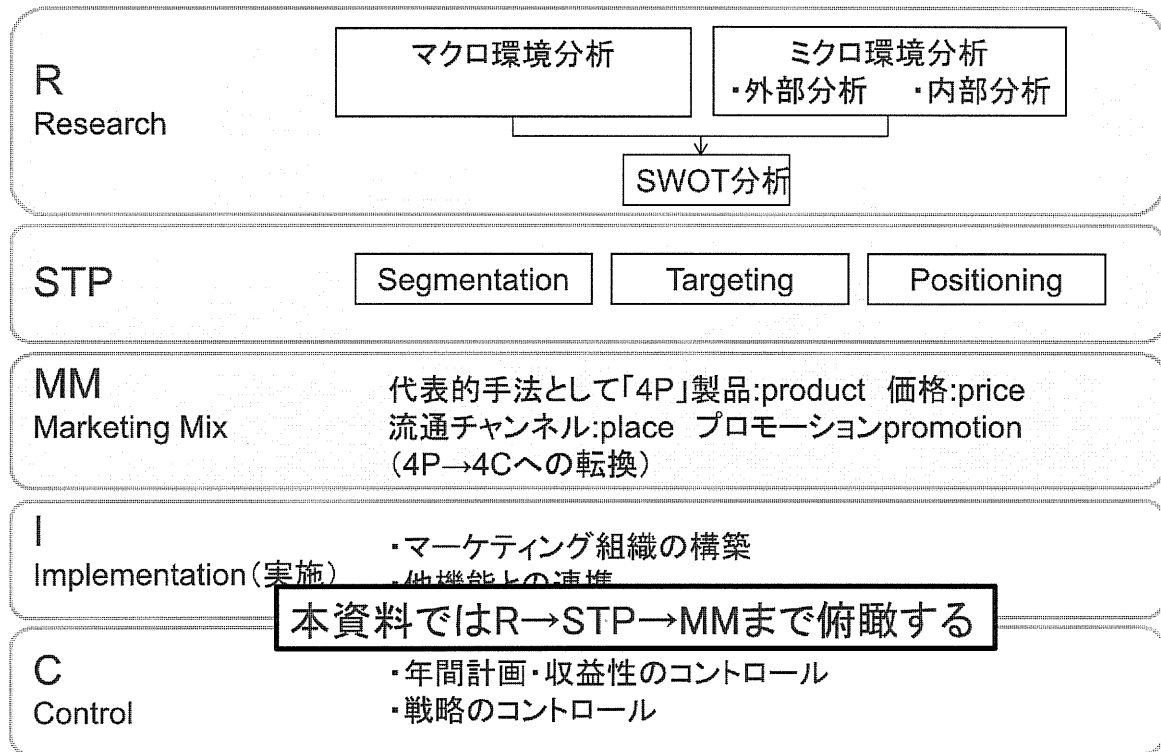 R
Research
マクロ環境分析
ミクロ環境分析
・外部分析 ・内部分析
SWOT分析
STP
Segmentation
Targeting
Positioning
MM
Marketing Mix
代表的手法として「4P」製品:product 価格:price
流通チャンネル:place プロモーションpromotion
(4P→4Cへの転換)
I
Implementation(実施)
・マーケティング組織の構築
・他機能との連携
本資料ではR→STP→MMまで俯瞰する
C
Control
・年間計画・収益性のコントロール
・戦略のコントロール